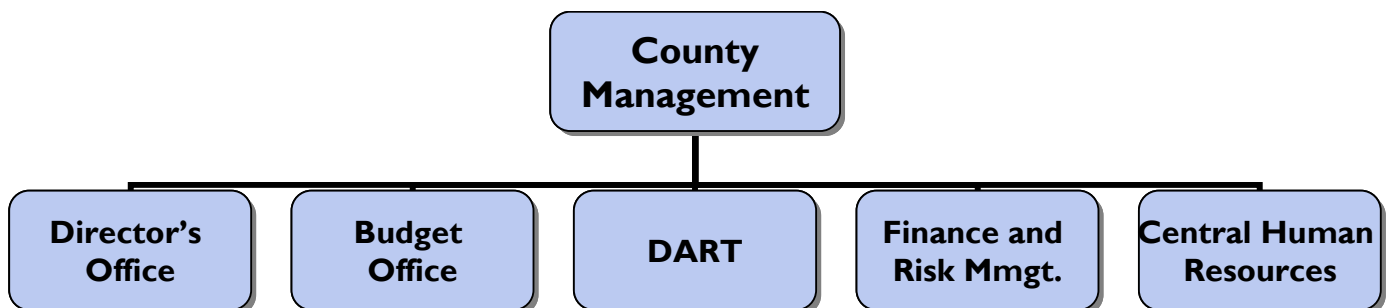 County
Management
Director’s
Office
Budget
Office
DART
Finance and
Risk Mmgt.
Central Human
Resources